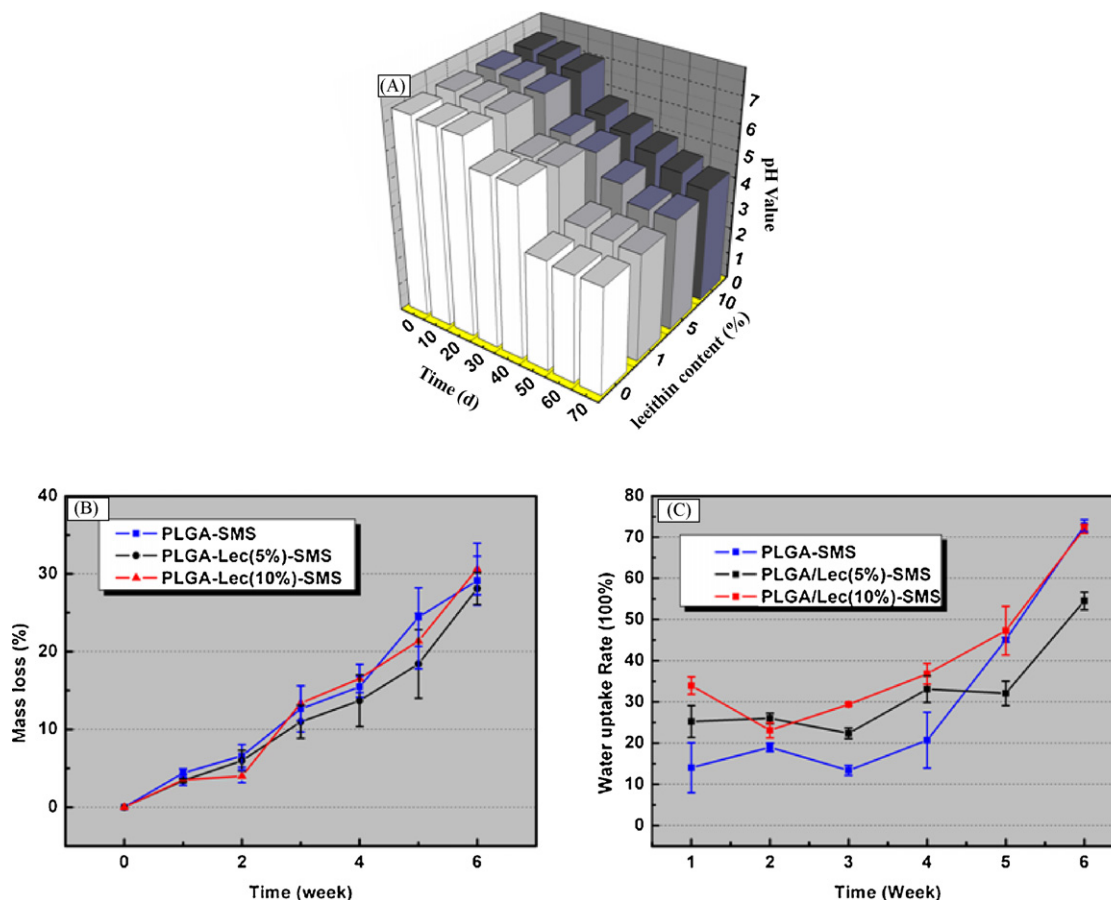 (A)
7
6
5
4
3
2
1
0
pH Value
0
10
20
30
40
50
60
70
Time (d)
0
1
5
10
leeithin content (%)
(B)
40
30
20
10
0
Mass loss (%)
PLGA-SMS
PLGA-Lec(5%)-SMS
PLGA-Lec(10%)-SMS
0 2 4 6
Time (week)
(C)
80
70
60
50
40
30
20
10
0
Water uptake Rate (100%)
PLGA-SMS
PLGA/Lec(5%)-SMS
PLGA/Lec(10%)-SMS
1 2 3 4 5 6
Time (Week)